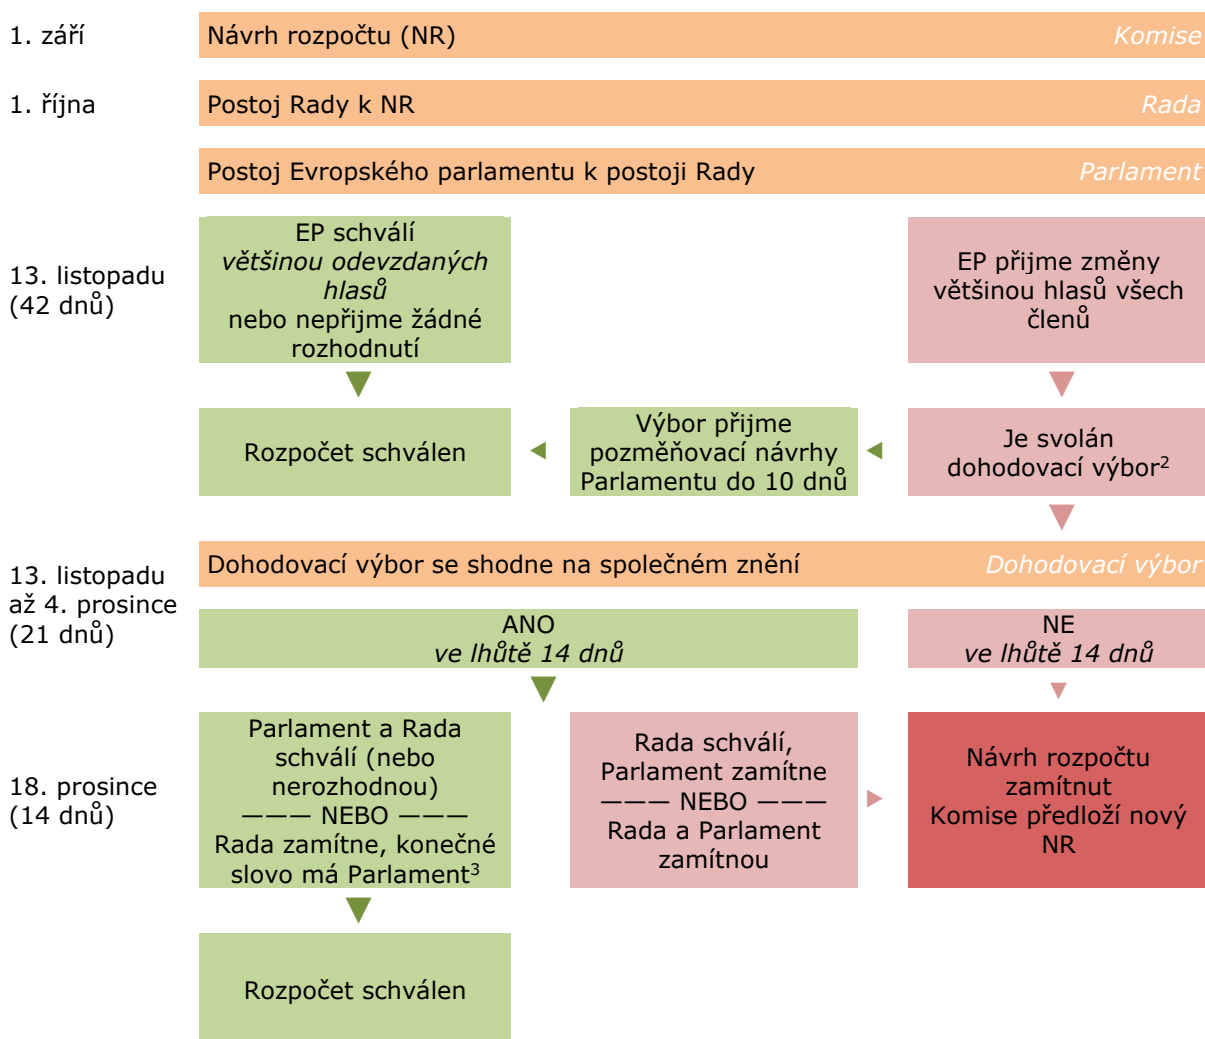 1. září
Návrh rozpočtu (NR)
Komise
1. října
Postoj Rady k NR
Rada
Postoj Evropského parlamentu k postoji Rady
Parlament
13. listopadu
(42 dnů)
EP schválí
většinou odevzdaných
hlasů
nebo nepřijme žádné
rozhodnutí
EP přijme změny
většinou hlasů všech
členů
Rozpočet schválen
Výbor přijme
pozměňovací návrhy
Parlamentu do 10 dnů
Je svolán
dohodovací výbor²
13. listopadu
až 4. prosince
(21 dnů)
Dohodovací výbor se shodne na společném znění
Dohodovací výbor
ANO
ve lhůtě 14 dnů
NE
ve lhůtě 14 dnů
18. prosince
(14 dnů)
Parlament a Rada
schválí (nebo
nerozhodnou)
——— NEBO ———
Rada zamítne, konečné
slovo má Parlament³
Rada schválí,
Parlament zamítne
——— NEBO ———
Rada a Parlament
zamítnou
Návrh rozpočtu
zamítnut
Komise předloží nový
NR
Rozpočet schválen